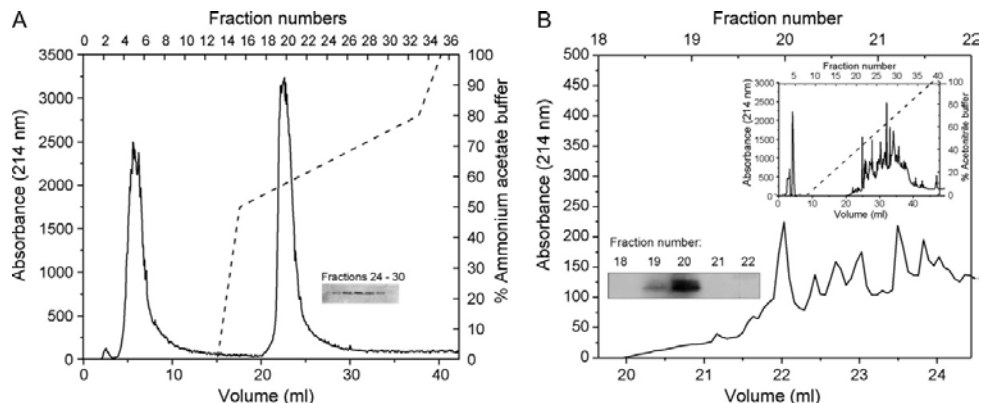 A
Fraction numbers
0 2 4 6 8 10 12 14 16 18 20 22 24 26 28 30 32 34 36
3500
3000
2500
2000
1500
1000
500
0
Absorbance (214 nm)
100
90
80
70
60
50
40
30
20
10
0
% Ammonium acetate buffer
Fractions 24 - 30
0 10 20 30 40
Volume (ml)
B
Fraction number
18 19 20 21 22
500
450
400
350
300
250
200
150
100
50
0
Absorbance (214 nm)
Fraction number
5 10 15 20 25 30 35 40
3000
2500
2000
1500
1000
500
0
Absorbance (214 nm)
100
80
60
40
20
0
% Acetonitrile buffer
0 10 20 30 40
Volume (ml)
Fraction number:
18 19 20 21 22
20 21 22 23 24
Volume (ml)